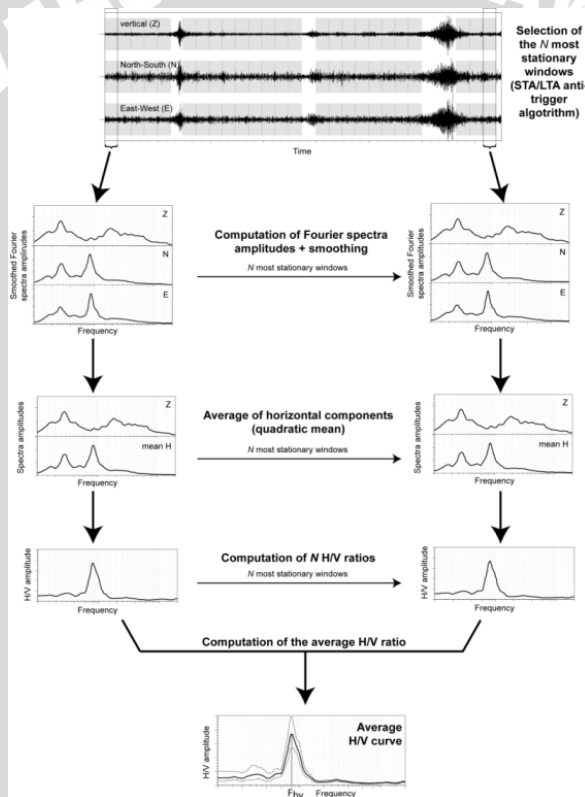 vertical (Z)
North-South (N
East-West (E)
Time
Selection of
the N most
stationary
windows
(STA/LTA anti-
trigger
algotrithm)
Smoothed Fourier
spectra amplirudes
Z
N
E
Frequency
Computation of Fourier spectra
amplitudes + smoothing
N most stationary windows
Smoothed Fourier
spectra amplitudes
Z
N
E
Frequency
Spectra amplitudes
Z
mean H
Frequency
Average of horizontal components
(quadratic mean)
N most stationary windows
Spectra amplitudes
Z
mean H
Frequency
H/V amplitude
Frequency
Computation of N H/V ratios
N most stationary windows
H/V amplitude
Frequency
Computation of the average H/V ratio
H/V amplitude
Average
H/V curve
Fhv
Frequency